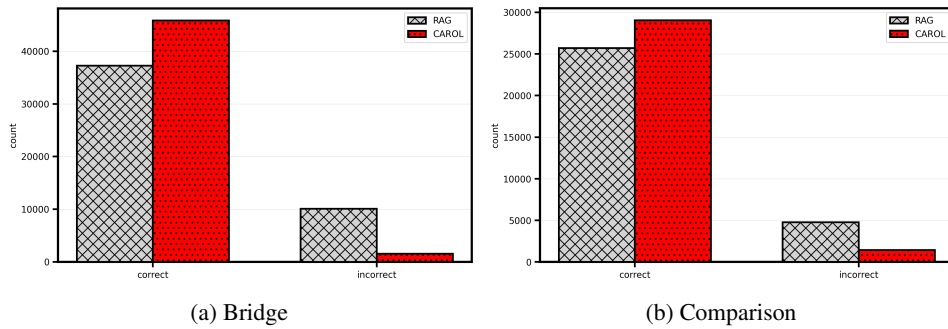 RAG
CAROL
40000
30000
20000
10000
0
count
correct
incorrect
(a) Bridge
RAG
CAROL
30000
25000
20000
15000
10000
5000
0
count
correct
incorrect
(b) Comparison